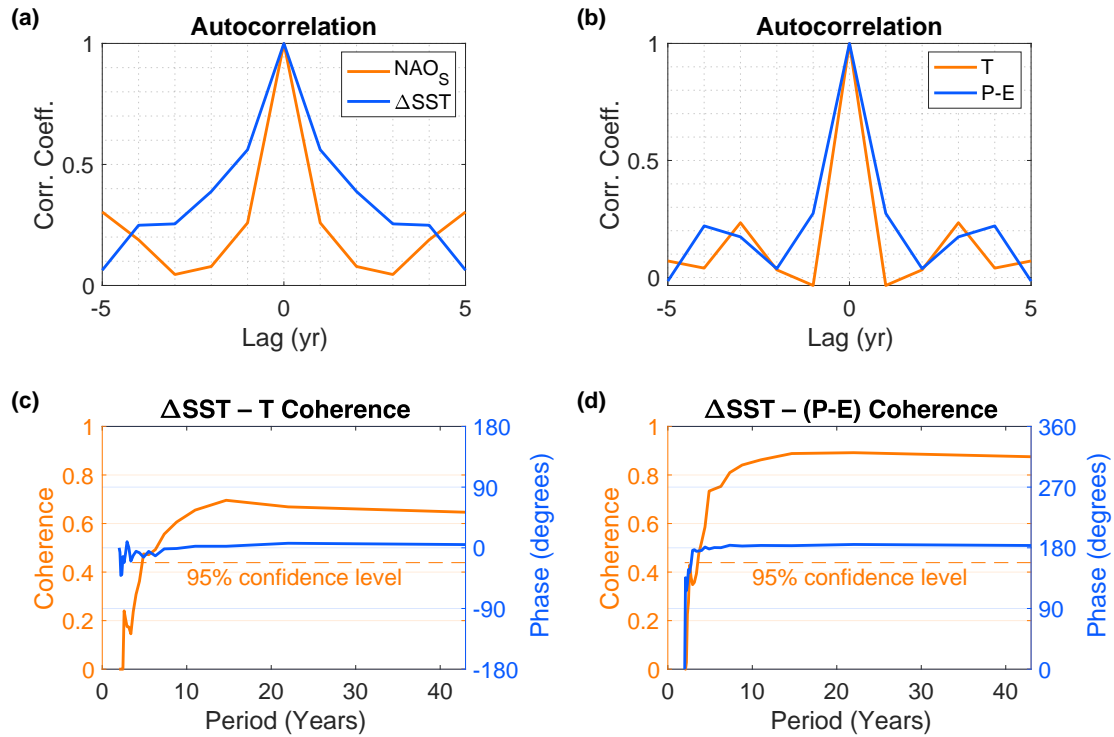 (a)
Autocorrelation
1
0.5
0
-5
0
5
Corr. Coeff.
Lag (yr)
NAO_S
ΔSST
(b)
Autocorrelation
1
0.5
0
-5
0
5
Corr. Coeff.
Lag (yr)
T
P-E
(c)
ΔSST – T Coherence
1
0.8
0.6
0.4
0.2
0
Coherence
180
90
0
-90
-180
Phase (degrees)
95% confidence level
0
10
20
30
40
Period (Years)
(d)
ΔSST – (P-E) Coherence
1
0.8
0.6
0.4
0.2
0
Coherence
360
270
180
90
0
Phase (degrees)
95% confidence level
0
10
20
30
40
Period (Years)